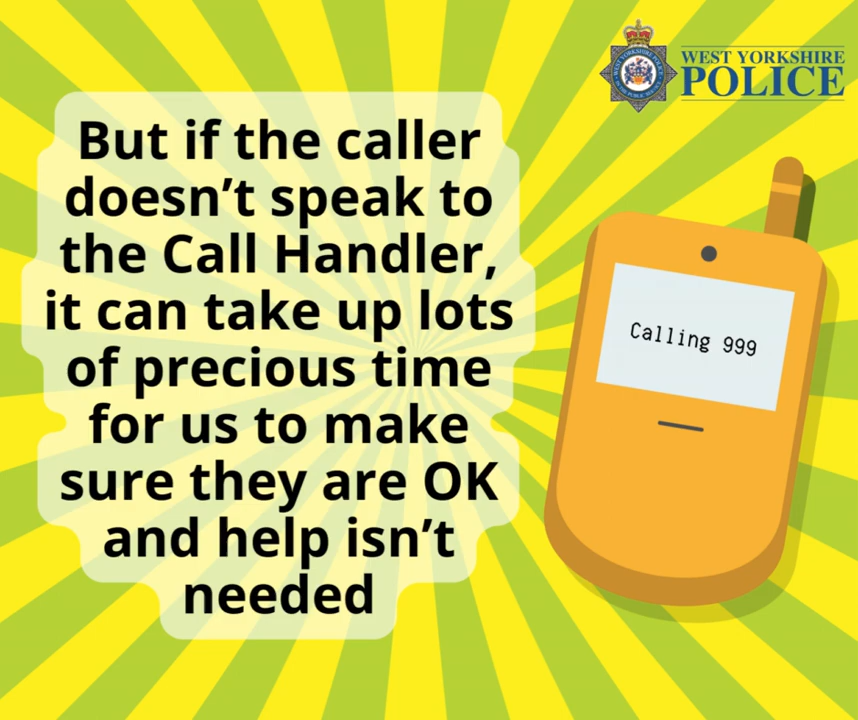 WEST YORKSHIRE
POLICE
But if the caller
doesn't speak to
the Call Handler,
it can take up lots
of precious time
for us to make
sure they are OK
and help isn't
needed
Calling 999